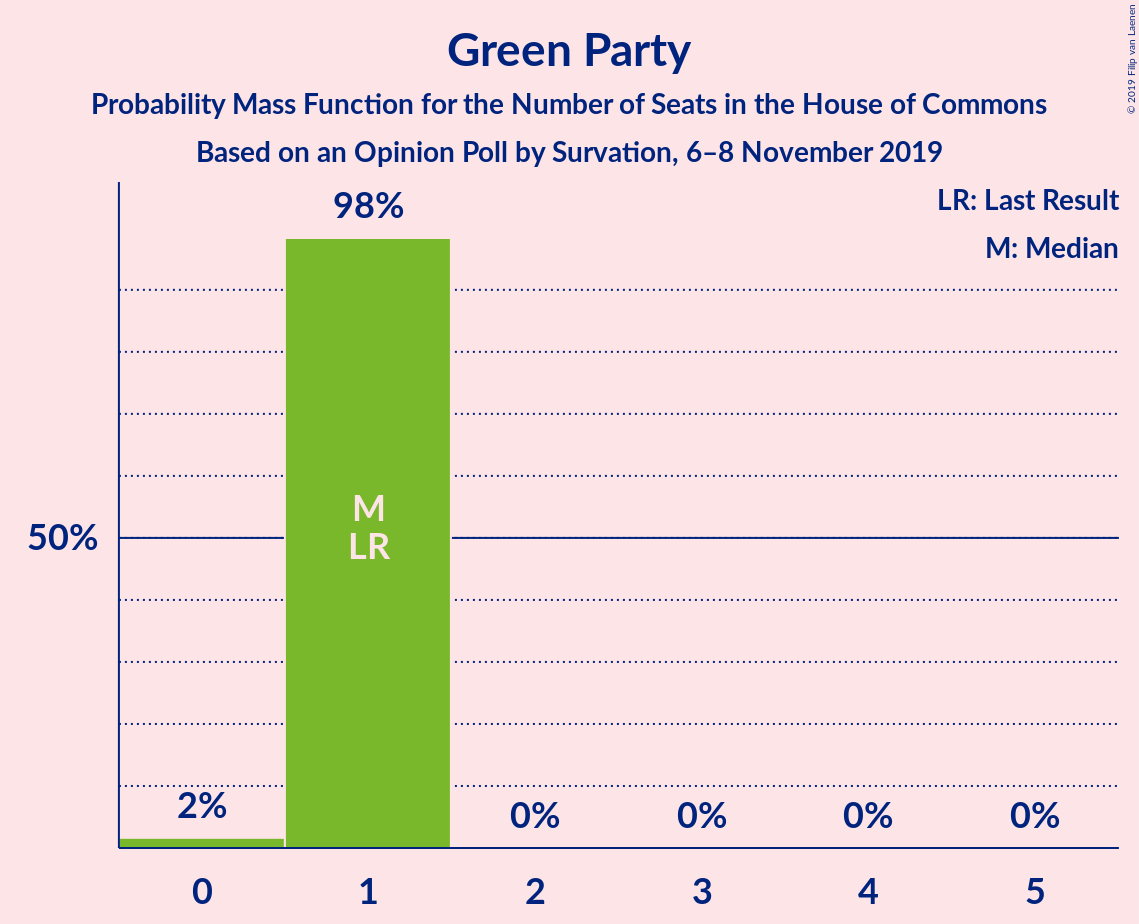 Green Party
Probability Mass Function for the Number of Seats in the House of Commons
Based on an Opinion Poll by Survation, 6–8 November 2019
© 2019 Filip van Laenen
LR: Last Result
M: Median
98%
M
LR
50%
2%
0%
0%
0%
0%
0
1
2
3
4
5